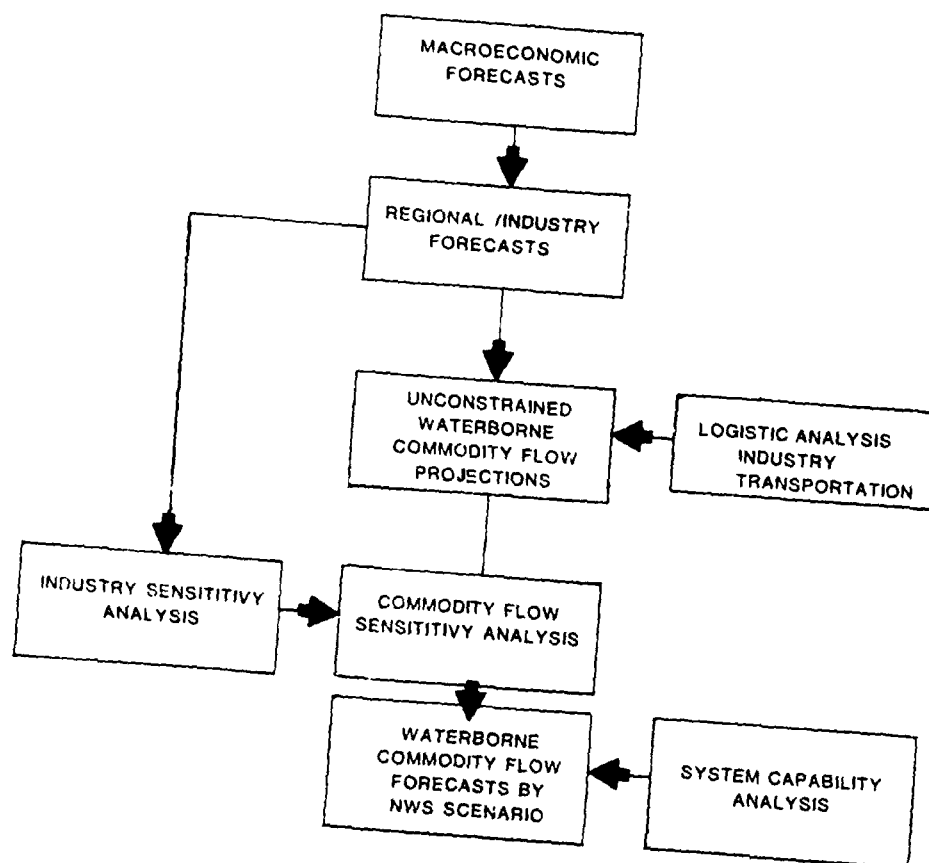 MACROECONOMIC
FORECASTS
REGIONAL /INDUSTRY
FORECASTS
UNCONSTRAINED
WATERBORNE
COMMODITY FLOW
PROJECTIONS
LOGISTIC ANALYSIS
INDUSTRY
TRANSPORTATION
INDUSTRY SENSITITIVY
ANALYSIS
COMMODITY FLOW
SENSITITIVY ANALYSIS
WATERBORNE
COMMODITY FLOW
FORECASTS BY
NWS SCENARIO
SYSTEM CAPABILITY
ANALYSIS